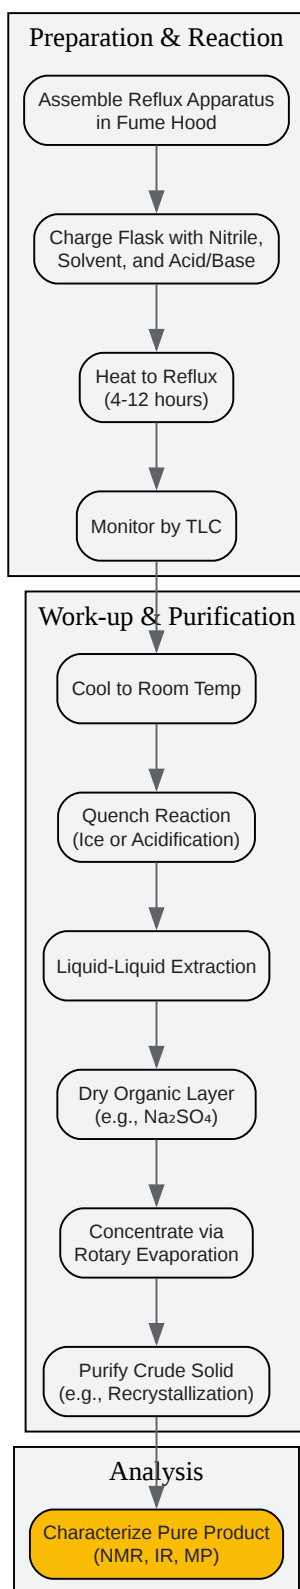 Preparation & Reaction
Assemble Reflux Apparatus
in Fume Hood
Charge Flask with Nitrile,
Solvent, and Acid/Base
Heat to Reflux
(4-12 hours)
Monitor by TLC
Work-up & Purification
Cool to Room Temp
Quench Reaction
(Ice or Acidification)
Liquid-Liquid Extraction
Dry Organic Layer
(e.g., Na₂SO₄)
Concentrate via
Rotary Evaporation
Purify Crude Solid
(e.g., Recrystallization)
Analysis
Characterize Pure Product
(NMR, IR, MP)